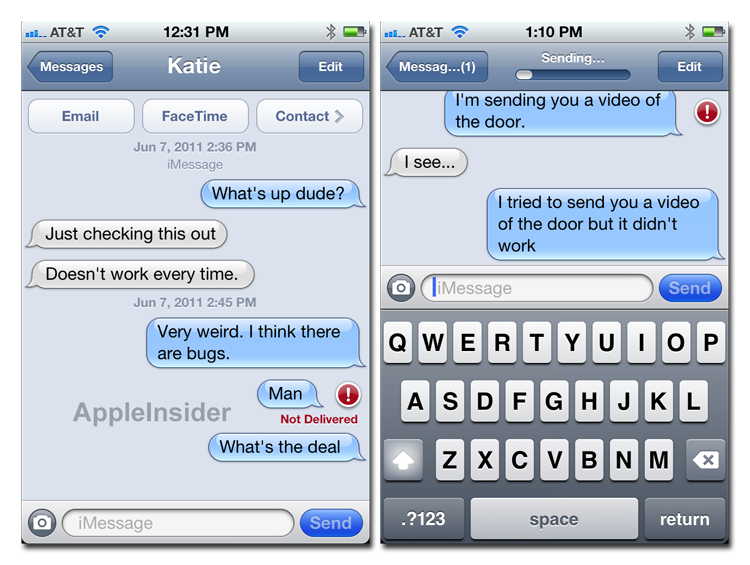 AT&T 12:31 PM
Messages Katie Edit
Email FaceTime Contact
Jun 7, 2011 2:36 PM
iMessage
What's up dude?
Just checking this out
Doesn't work every time.
Jun 7, 2011 2:45 PM
Very weird. I think there
are bugs.
Man
Not Delivered
AppleInsider
What's the deal
iMessage Send
AT&T 1:10 PM
Messag...(1) Sending... Edit
I'm sending you a video of
the door.
I see...
I tried to send you a video
of the door but it didn't
work
iMessage Send
Q W E R T Y U I O P
A S D F G H J K L
Z X C V B N M
.?123 space return